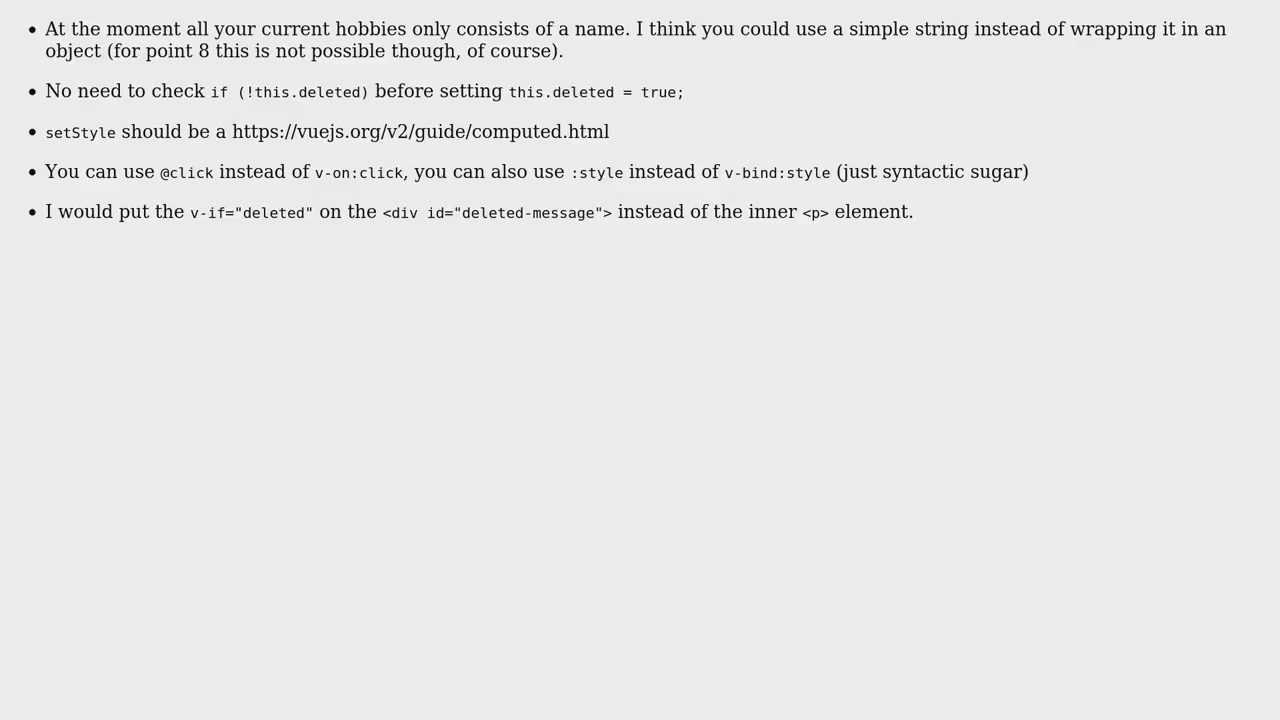 At the moment all your current hobbies only consists of a name. I think you could use a simple string instead of wrapping it in an
object (for point 8 this is not possible though, of course).
No need to check if (!this.deleted) before setting this.deleted = true;
setStyle should be a https://vuejs.org/v2/guide/computed.html
You can use @click instead of v-on:click, you can also use :style instead of v-bind:style (just syntactic sugar)
I would put the v-if="deleted" on the <div id="deleted-message"> instead of the inner <p> element.